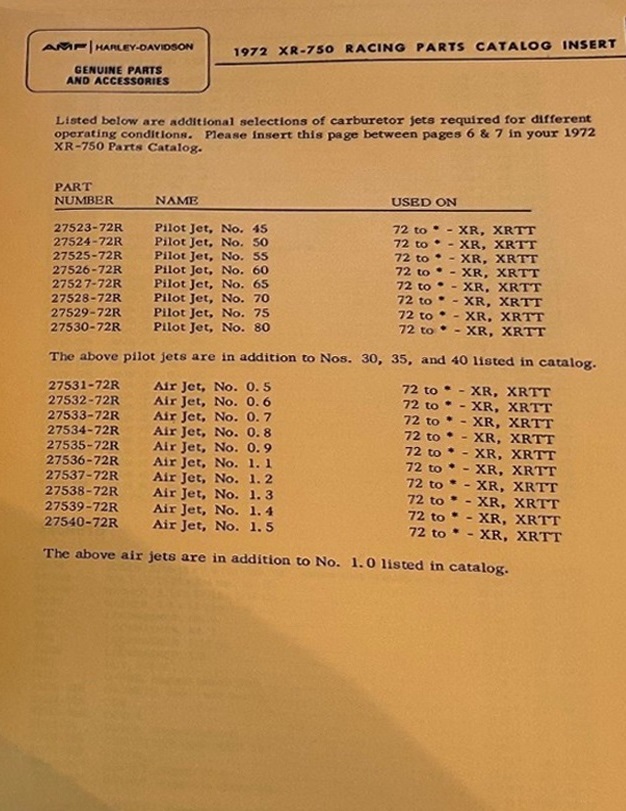 AMF | HARLEY-DAVIDSON
GENUINE PARTS
AND ACCESSORIES
1972 XR-750 RACING PARTS CATALOG INSERT
Listed below are additional selections of carburetor jets required for different
operating conditions. Please insert this page between pages 6 & 7 in your 1972
XR-750 Parts Catalog.
PART
NUMBER NAME USED ON
27523-72R Pilot Jet, No. 45 72 to * - XR, XRTT
27524-72R Pilot Jet, No. 50 72 to * - XR, XRTT
27525-72R Pilot Jet, No. 55 72 to * - XR, XRTT
27526-72R Pilot Jet, No. 60 72 to * - XR, XRTT
27527-72R Pilot Jet, No. 65 72 to * - XR, XRTT
27528-72R Pilot Jet, No. 70 72 to * - XR, XRTT
27529-72R Pilot Jet, No. 75 72 to * - XR, XRTT
27530-72R Pilot Jet, No. 80 72 to * - XR, XRTT
The above pilot jets are in addition to Nos. 30, 35, and 40 listed in catalog.
27531-72R Air Jet, No. 0.5 72 to * - XR, XRTT
27532-72R Air Jet, No. 0.6 72 to * - XR, XRTT
27533-72R Air Jet, No. 0.7 72 to * - XR, XRTT
27534-72R Air Jet, No. 0.8 72 to * - XR, XRTT
27535-72R Air Jet, No. 0.9 72 to * - XR, XRTT
27536-72R Air Jet, No. 1.1 72 to * - XR, XRTT
27537-72R Air Jet, No. 1.2 72 to * - XR, XRTT
27538-72R Air Jet, No. 1.3 72 to * - XR, XRTT
27539-72R Air Jet, No. 1.4 72 to * - XR, XRTT
27540-72R Air Jet, No. 1.5 72 to * - XR, XRTT
The above air jets are in addition to No. 1.0 listed in catalog.